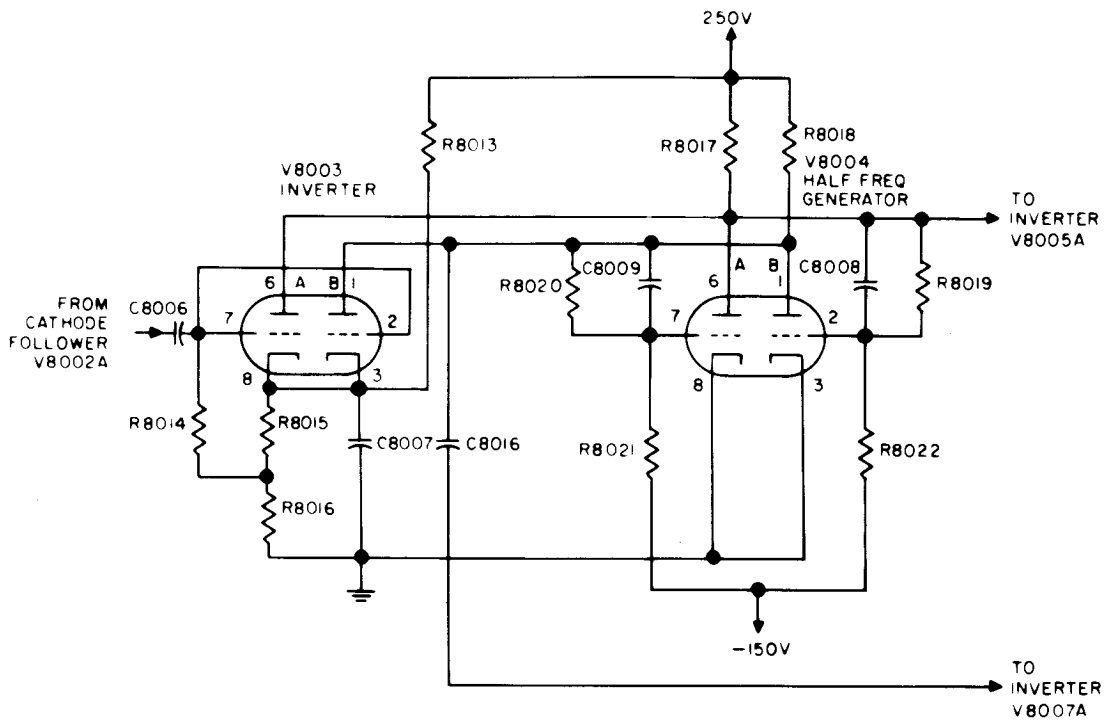 250V
R8013
R8017
R8018
V8004
HALF FREQ
GENERATOR
V8003
INVERTER
TO
INVERTER
V8005A
6 A B 1
C8009
R8020
A B
6 1
C8008
R8019
FROM
CATHODE
FOLLOWER
V8002A
C8006
7
2
7
2
8
3
8
3
R8014
R8015
C8007
C8016
R8021
R8022
R8016
-150V
TO
INVERTER
V8007A